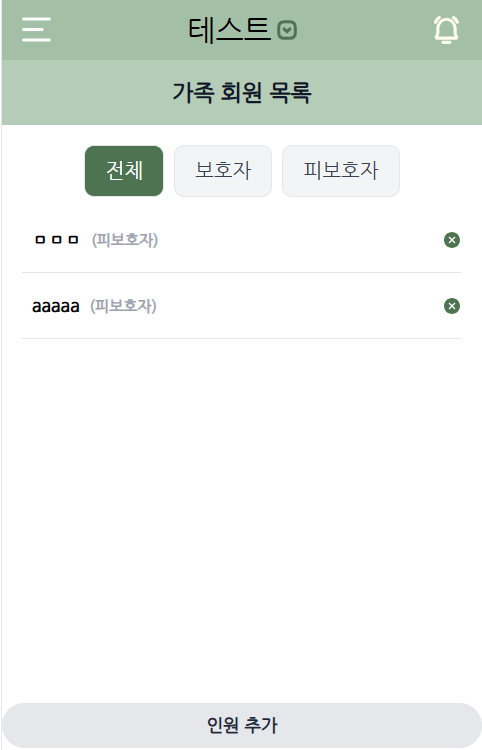 테스트
가족 회원 목록
전체 보호자 피보호자
ㅁㅁㅁ (피보호자)
aaaaa (피보호자)
인원 추가